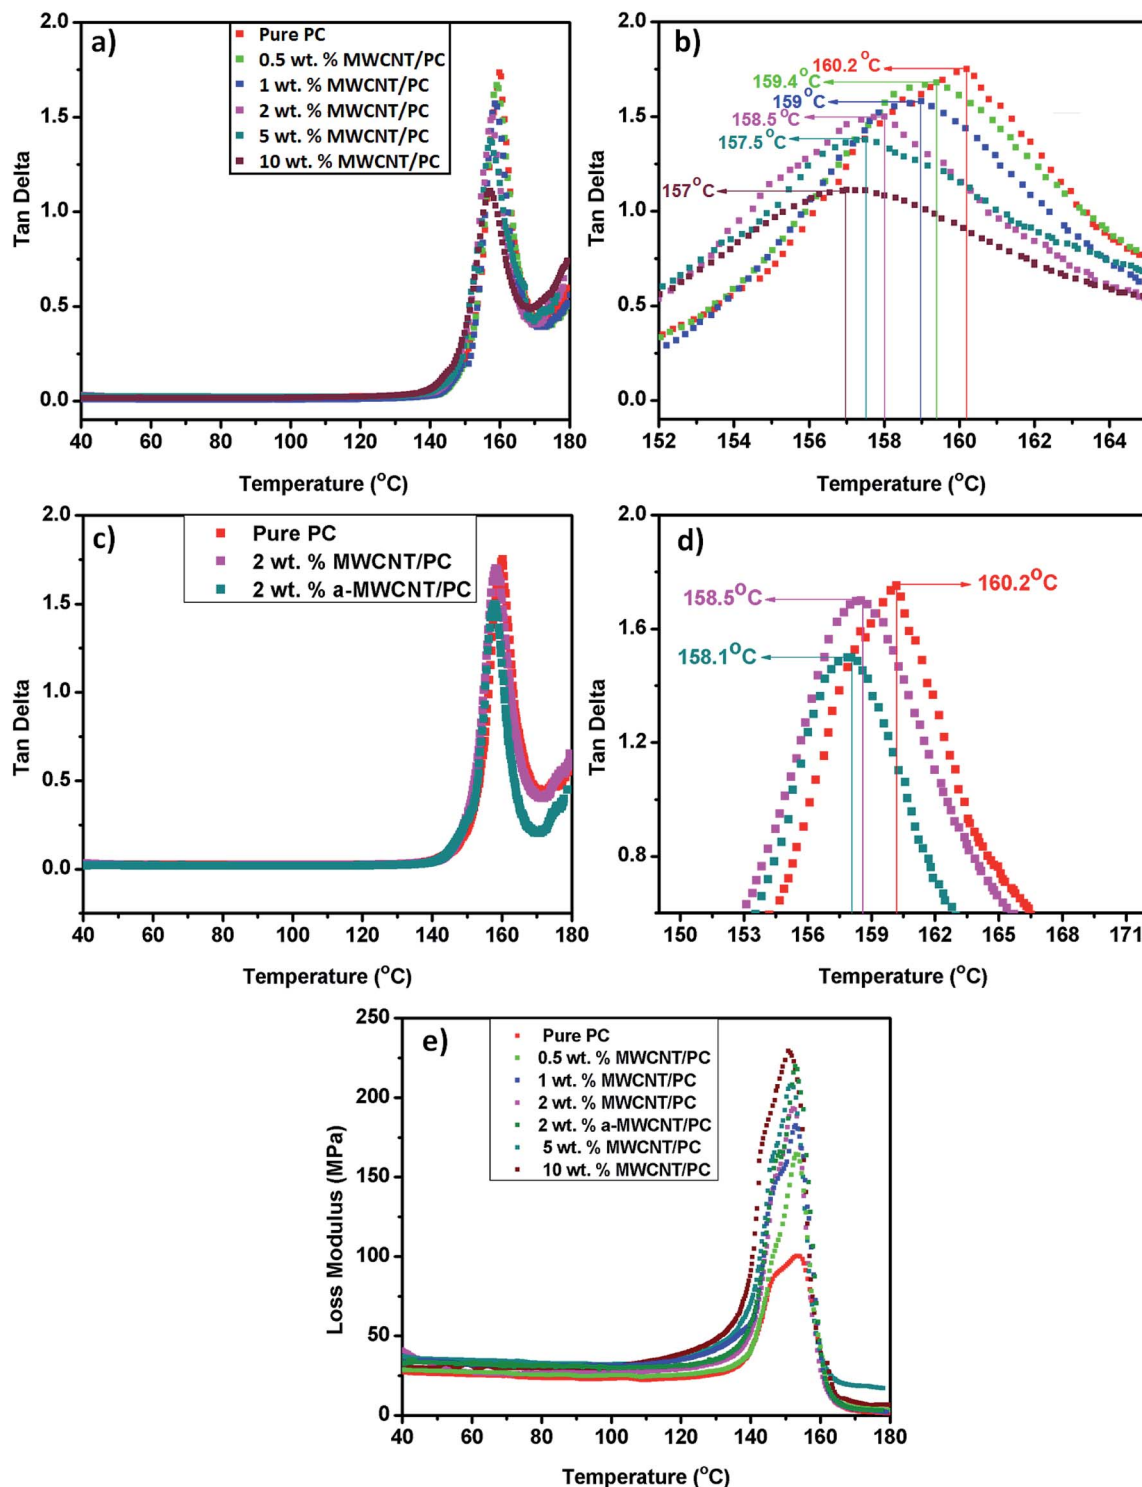 a)
Pure PC
0.5 wt. % MWCNT/PC
1 wt. % MWCNT/PC
2 wt. % MWCNT/PC
5 wt. % MWCNT/PC
10 wt. % MWCNT/PC
2.0
1.5
1.0
0.5
0.0
Tan Delta
40 60 80 100 120 140 160 180
Temperature (°C)
b)
160.2°C
159.4°C
159°C
158.5°C
157.5°C
157°C
2.0
1.5
1.0
0.5
0.0
Tan Delta
152 154 156 158 160 162 164
Temperature (°C)
c)
Pure PC
2 wt. % MWCNT/PC
2 wt. % a-MWCNT/PC
2.0
1.5
1.0
0.5
0.0
Tan Delta
40 60 80 100 120 140 160 180
Temperature (°C)
d)
160.2°C
158.5°C
158.1°C
2.0
1.6
1.2
0.8
Tan Delta
150 153 156 159 162 165 168 171
Temperature (°C)
e)
Pure PC
0.5 wt. % MWCNT/PC
1 wt. % MWCNT/PC
2 wt. % MWCNT/PC
2 wt. % a-MWCNT/PC
5 wt. % MWCNT/PC
10 wt. % MWCNT/PC
250
200
150
100
50
0
Loss Modulus (MPa)
40 60 80 100 120 140 160 180
Temperature (°C)